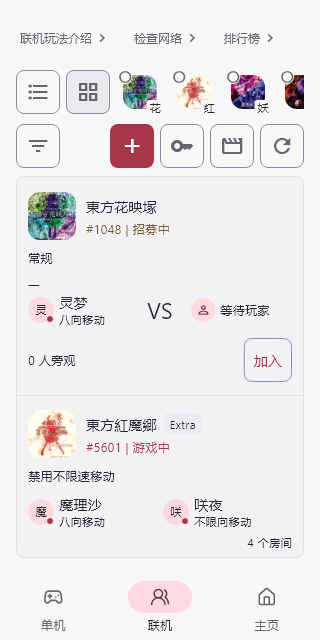 联机玩法介绍 检查网络 排行榜
花 红 妖
東方花映塚
#1048 | 招募中
常规
—
灵 灵梦
八向移动
VS
等待玩家
0 人旁观
加入
東方紅魔郷 Extra
#5601 | 游戏中
禁用不限速移动
魔 魔理沙
八向移动
咲 咲夜
不限向移动
4 个房间
单机 联机 主页